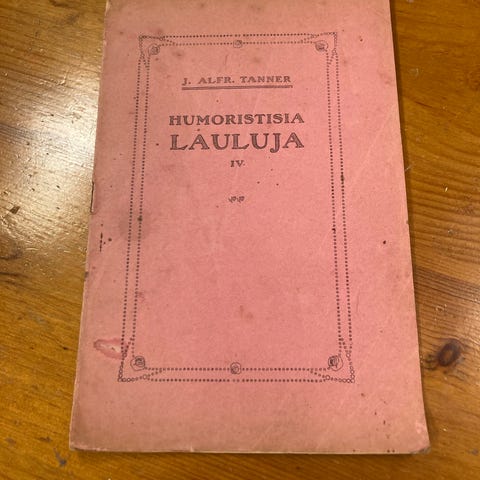 J. ALFR. TANNER
HUMORISTISIA
LAULUJA
IV.